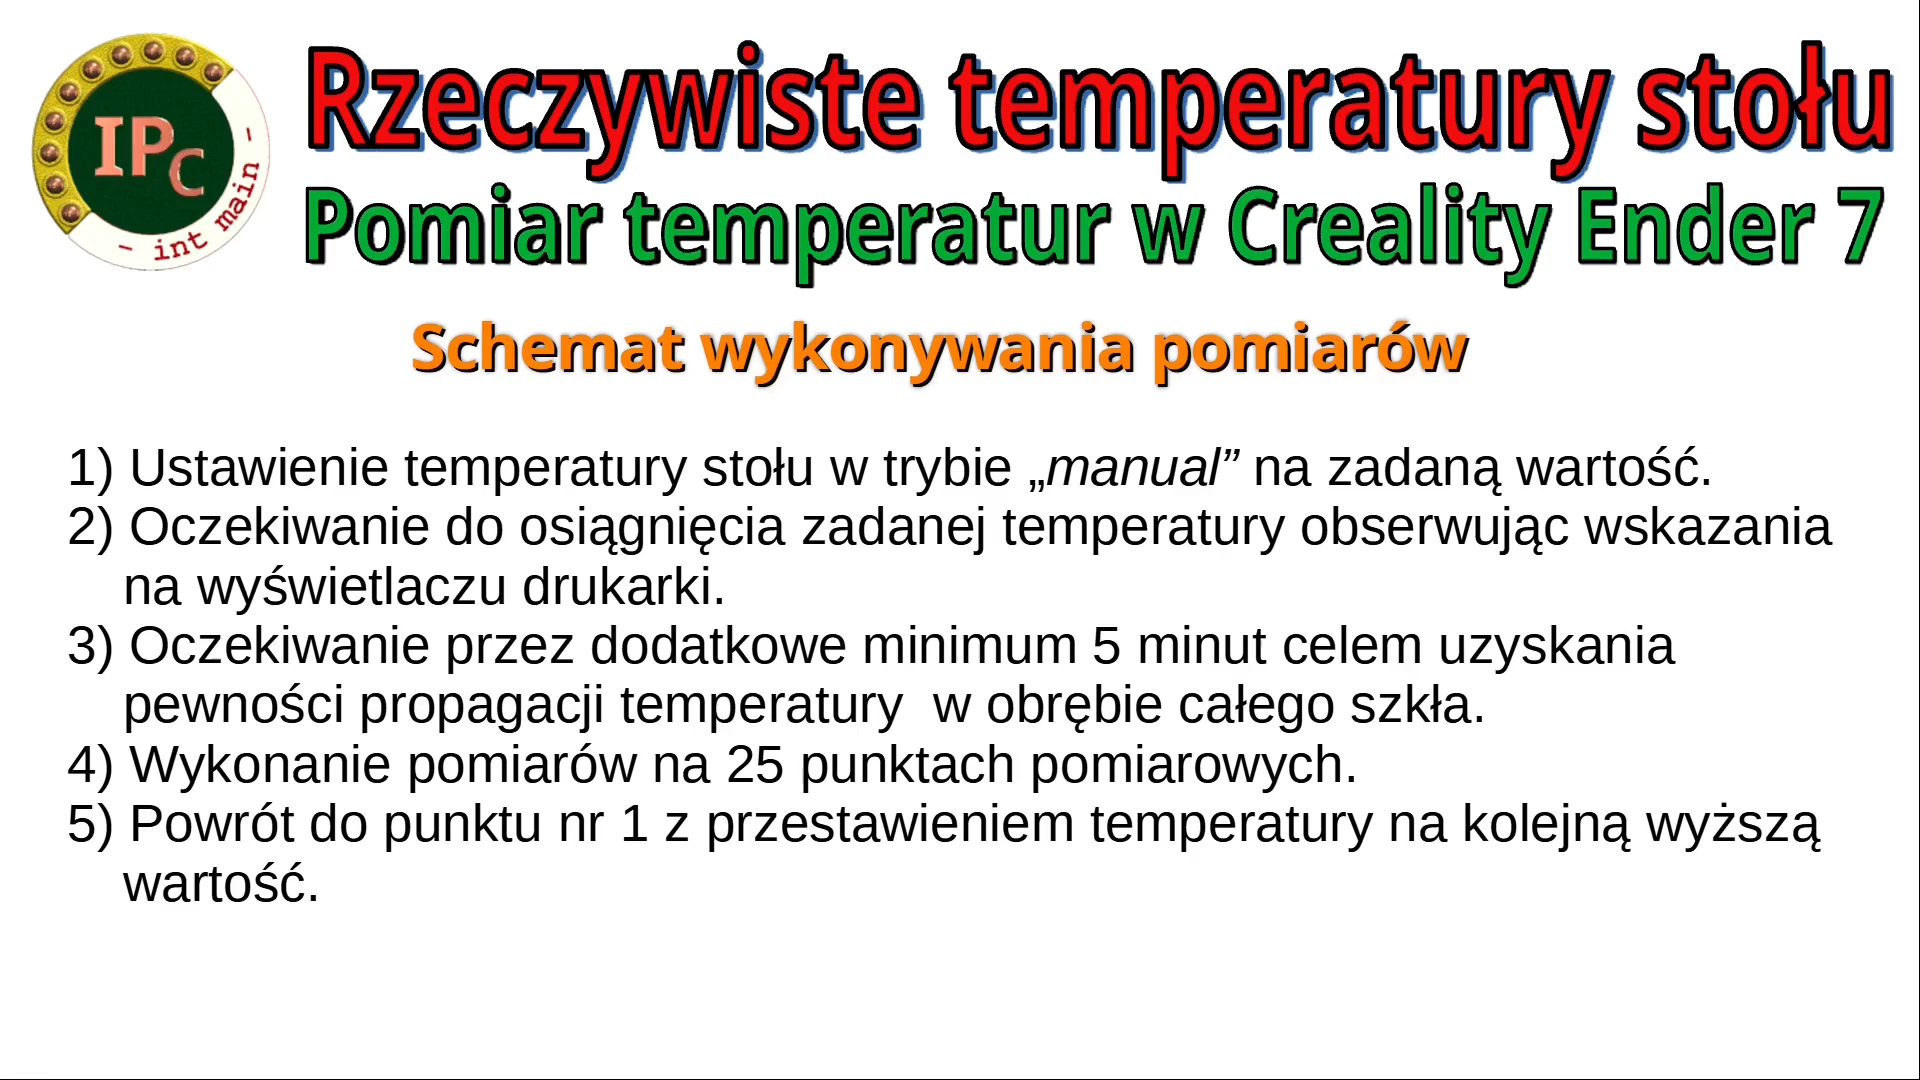 IPC
- int main -
Rzeczywiste temperatury stołu
Pomiar temperatur w Creality Ender 7
Schemat wykonywania pomiarów
1) Ustawienie temperatury stołu w trybie „manual” na zadaną wartość.
2) Oczekiwanie do osiągnięcia zadanej temperatury obserwując wskazania
na wyświetlaczu drukarki.
3) Oczekiwanie przez dodatkowe minimum 5 minut celem uzyskania
pewności propagacji temperatury  w obrębie całego szkła.
4) Wykonanie pomiarów na 25 punktach pomiarowych.
5) Powrót do punktu nr 1 z przestawieniem temperatury na kolejną wyższą
wartość.